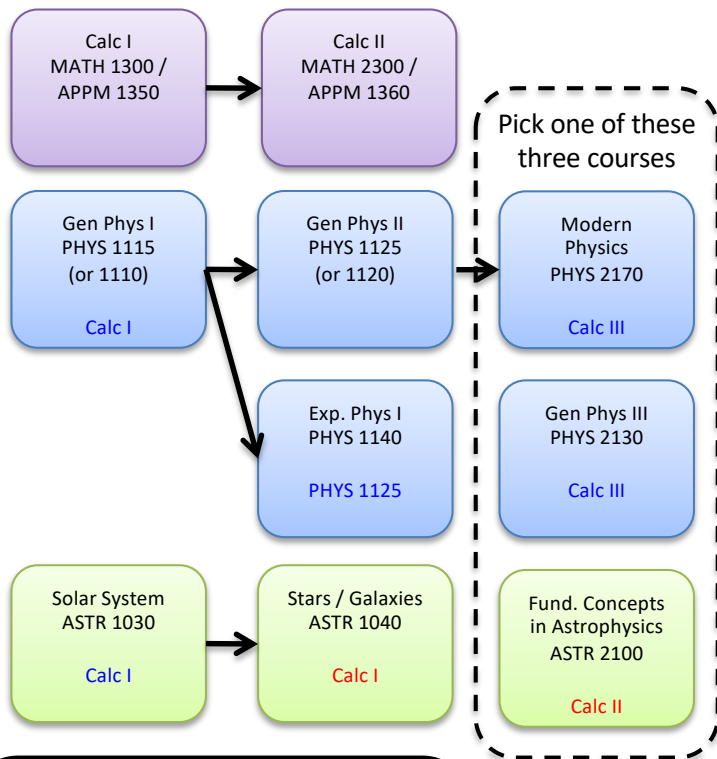 Calc I
MATH 1300 /
APPM 1350
Calc II
MATH 2300 /
APPM 1360
Pick one of these
three courses
Gen Phys I
PHYS 1115
(or 1110)
Calc I
Gen Phys II
PHYS 1125
(or 1120)
Modern
Physics
PHYS 2170
Calc III
Exp. Phys I
PHYS 1140
PHYS 1125
Gen Phys III
PHYS 2130
Calc III
Solar System
ASTR 1030
Calc I
Stars / Galaxies
ASTR 1040
Calc I
Fund. Concepts
in Astrophysics
ASTR 2100
Calc II